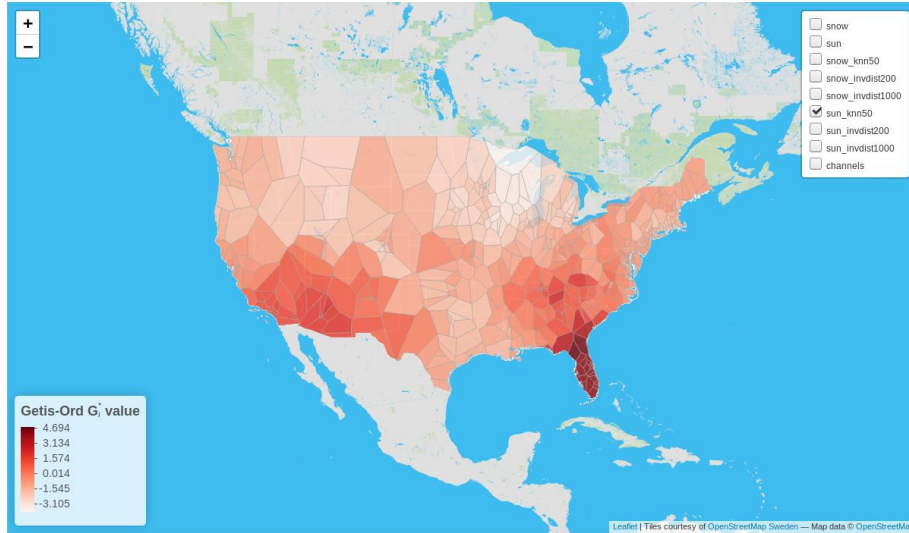 +
−
snow
sun
snow_knn50
snow_invdist200
snow_invdist1000
sun_knn50
sun_invdist200
sun_invdist1000
channels
Getis-Ord G*i value
4.694
3.134
1.574
0.014
-1.545
-3.105
Leaflet | Tiles courtesy of OpenStreetMap Sweden — Map data © OpenStreetMa